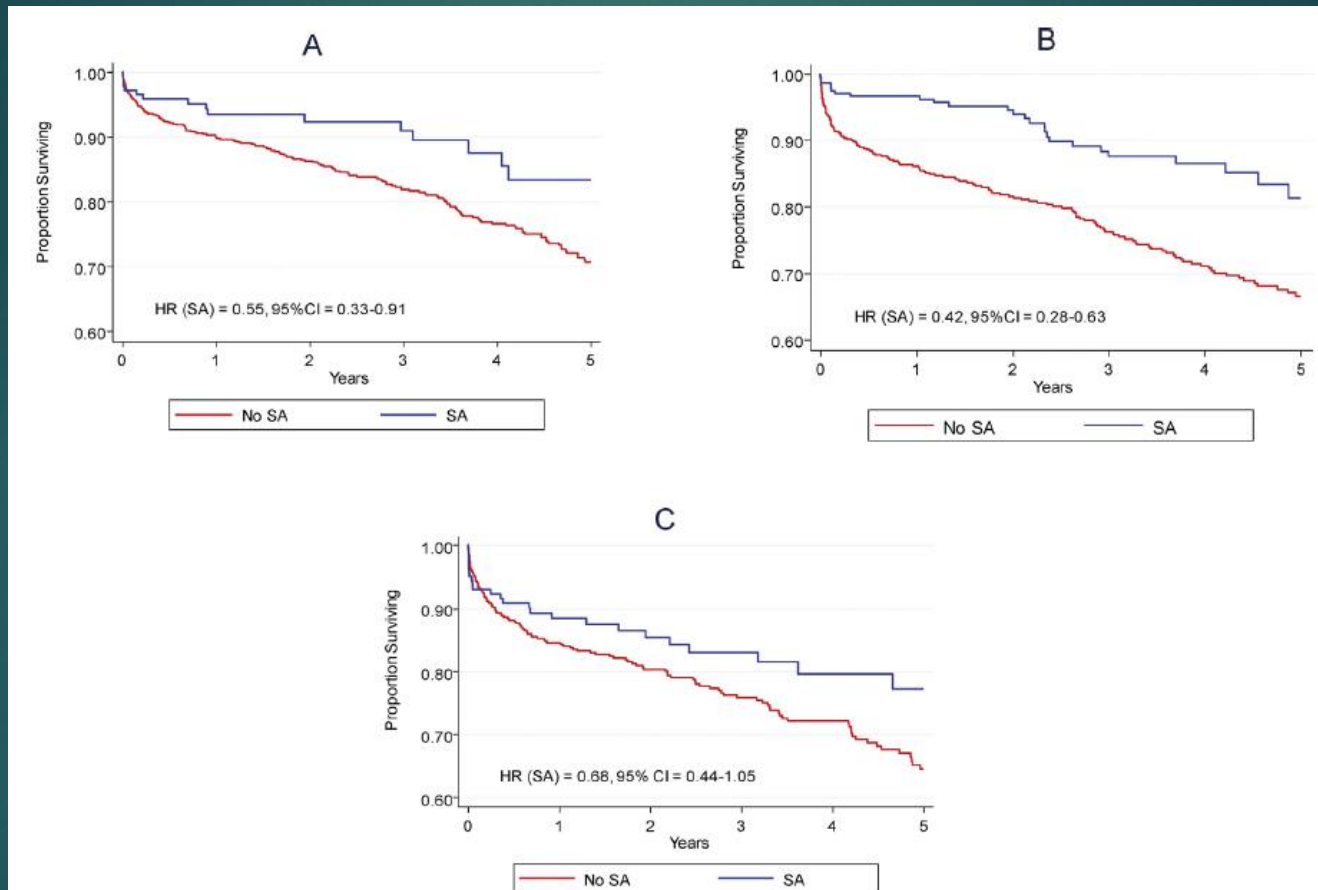 A
1.00
0.90
0.80
0.70
0.60
Proportion Surviving
HR (SA) = 0.55, 95%CI = 0.33-0.91
0 1 2 3 4 5
Years
No SA SA
B
1.00
0.90
0.80
0.70
0.60
Proportion Surviving
HR (SA) = 0.42, 95%CI = 0.28-0.63
0 1 2 3 4 5
Years
No SA SA
C
1.00
0.90
0.80
0.70
0.60
Proportion Surviving
HR (SA) = 0.68, 95% CI = 0.44-1.05
0 1 2 3 4 5
Years
No SA SA